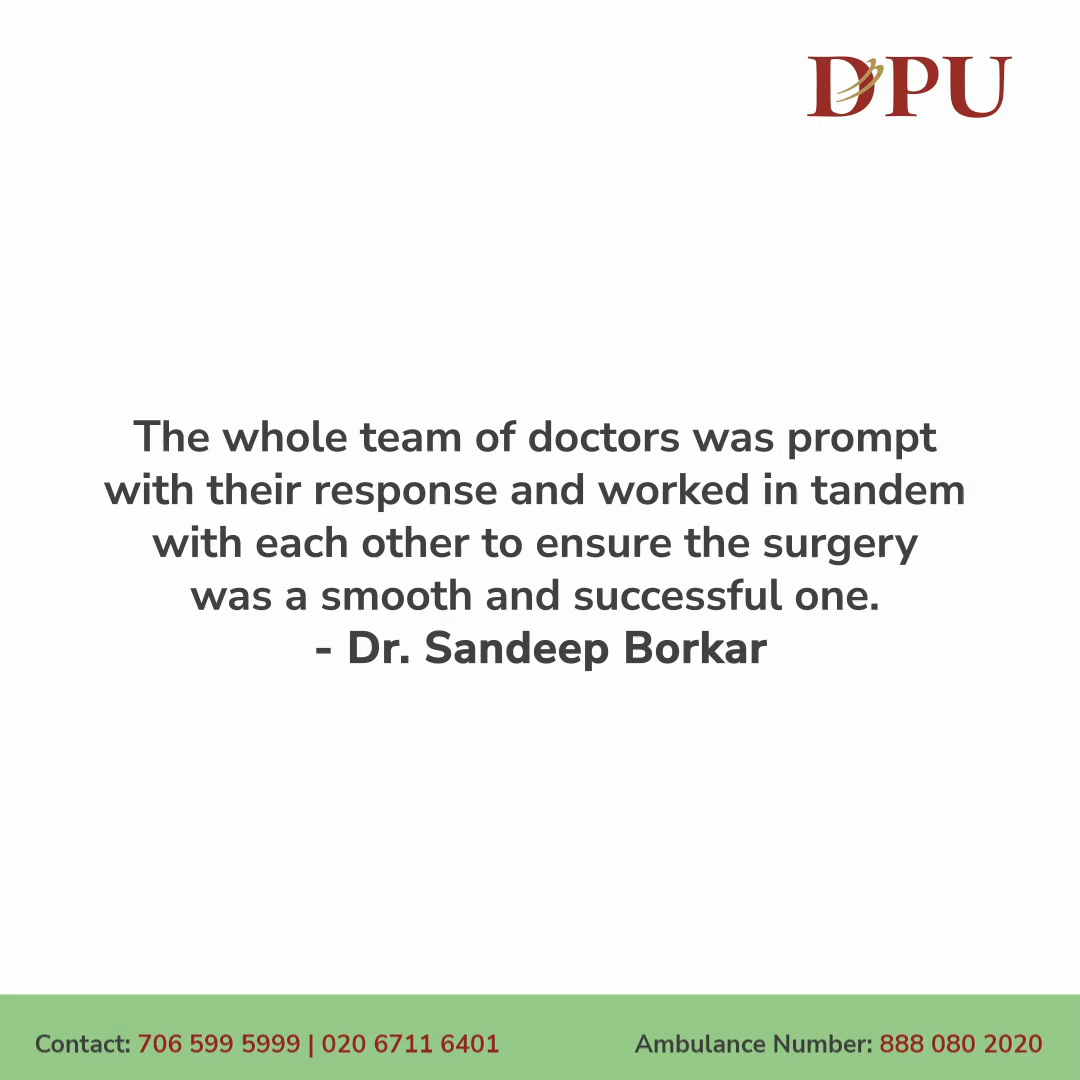 DPU
The whole team of doctors was prompt
with their response and worked in tandem
with each other to ensure the surgery
was a smooth and successful one.
- Dr. Sandeep Borkar
Contact: 706 599 5999 | 020 6711 6401
Ambulance Number: 888 080 2020